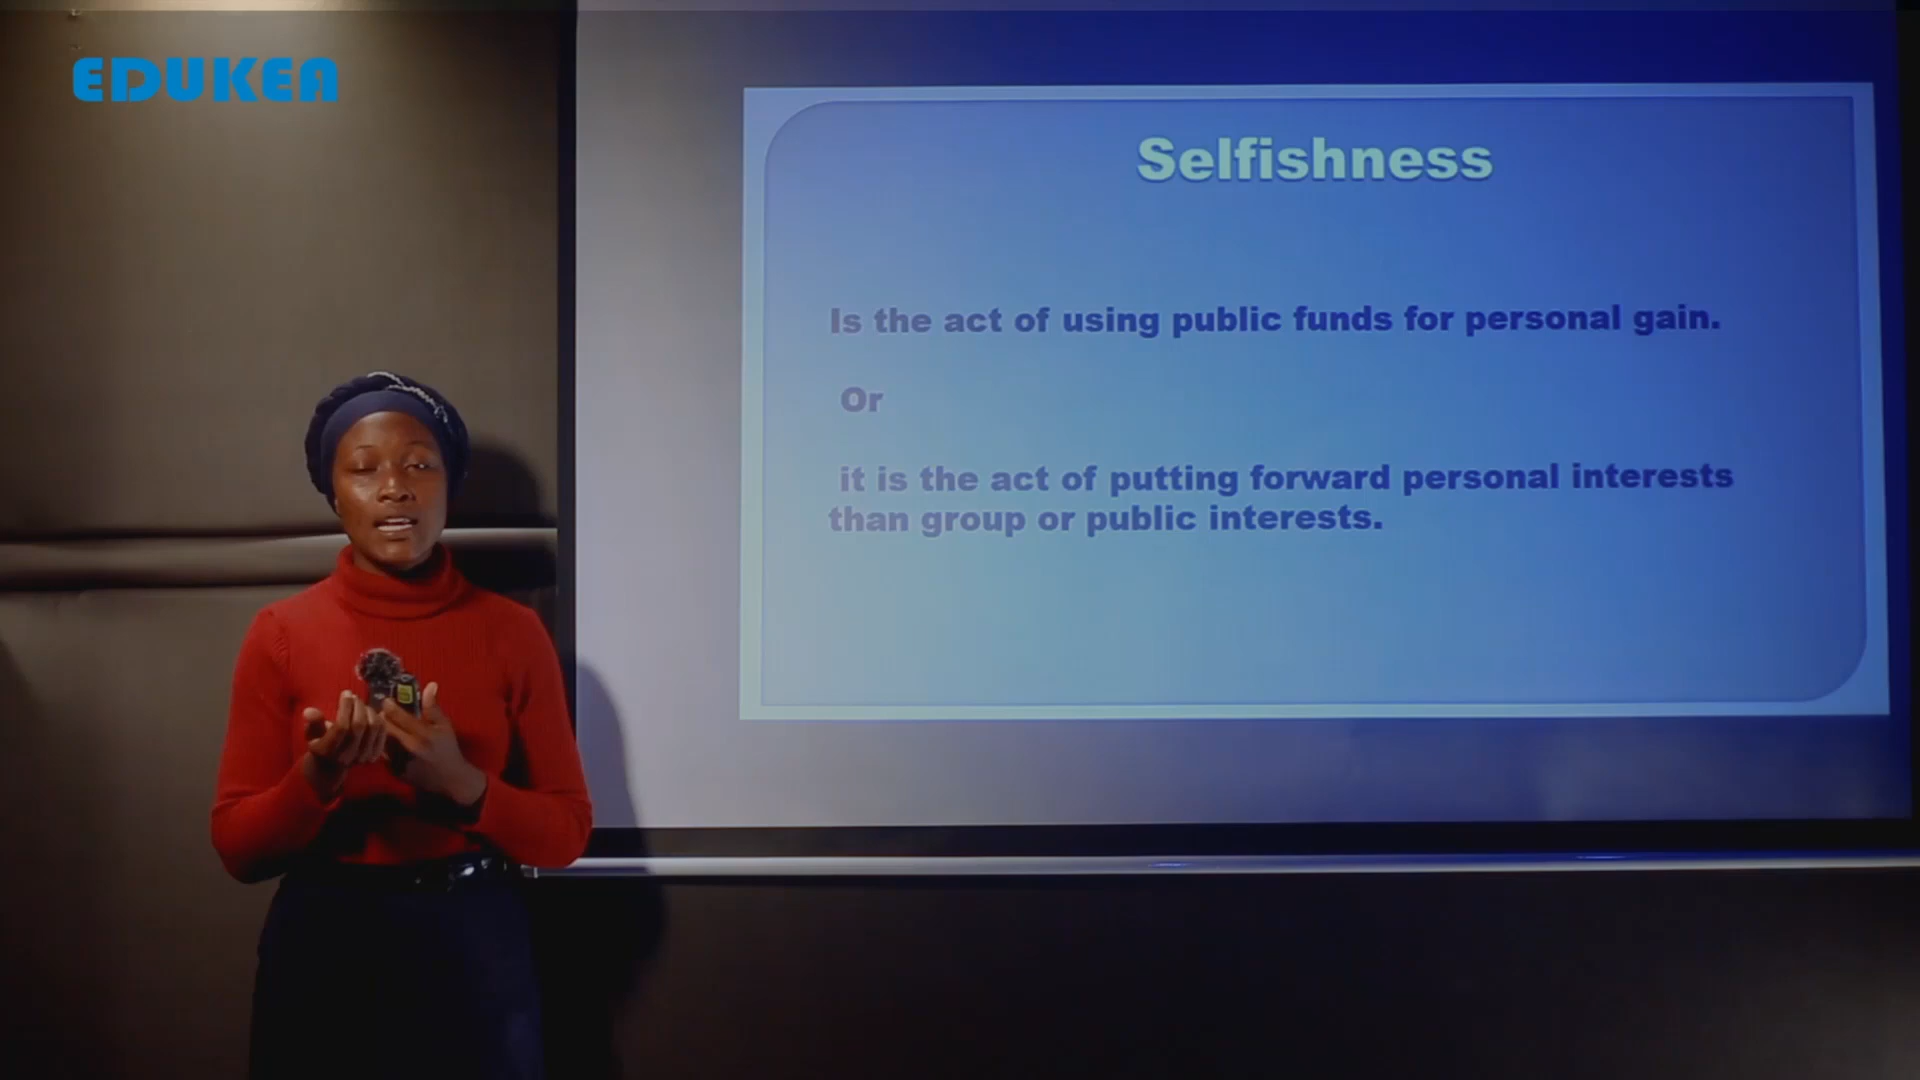 EDUKEA
Selfishness
Is the act of using public funds for personal gain.
Or
it is the act of putting forward personal interests
than group or public interests.